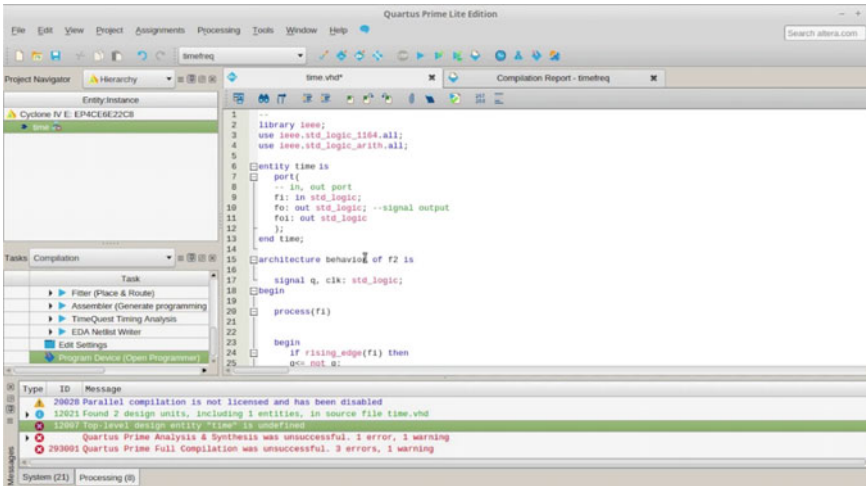 Quartus Prime Lite Edition
File Edit View Project Assignments Processing Tools Window Help
Search altera.com
timefreq
Project Navigator Hierarchy
time.vhd*
Compilation Report - timefreq
Entity:Instance
Cyclone IV E: EP4CE6E22C8
time
1 --
2 library ieee;
3 use ieee.std_logic_1164.all;
4 use ieee.std_logic_arith.all;
5
6 entity time is
7 port(
8 -- in, out port
9 fi: in std_logic;
10 fo: out std_logic; --signal output
11 foi: out std_logic
12 );
13 end time;
14
15 architecture behavior of f2 is
16
17 signal q, clk: std_logic;
18 begin
19
20 process(fi)
21
22
23 begin
24 if rising_edge(fi) then
25 q<= not q;
Tasks Compilation
Task
Fitter (Place & Route)
Assembler (Generate programming
TimeQuest Timing Analysis
EDA Netlist Writer
Edit Settings
Program Device (Open Programmer)
Type ID Message
20028 Parallel compilation is not licensed and has been disabled
12021 Found 2 design units, including 1 entities, in source file time.vhd
12007 Top-level design entity "time" is undefined
Quartus Prime Analysis & Synthesis was unsuccessful. 1 error, 1 warning
293001 Quartus Prime Full Compilation was unsuccessful. 3 errors, 1 warning
Messages
System (21) Processing (8)